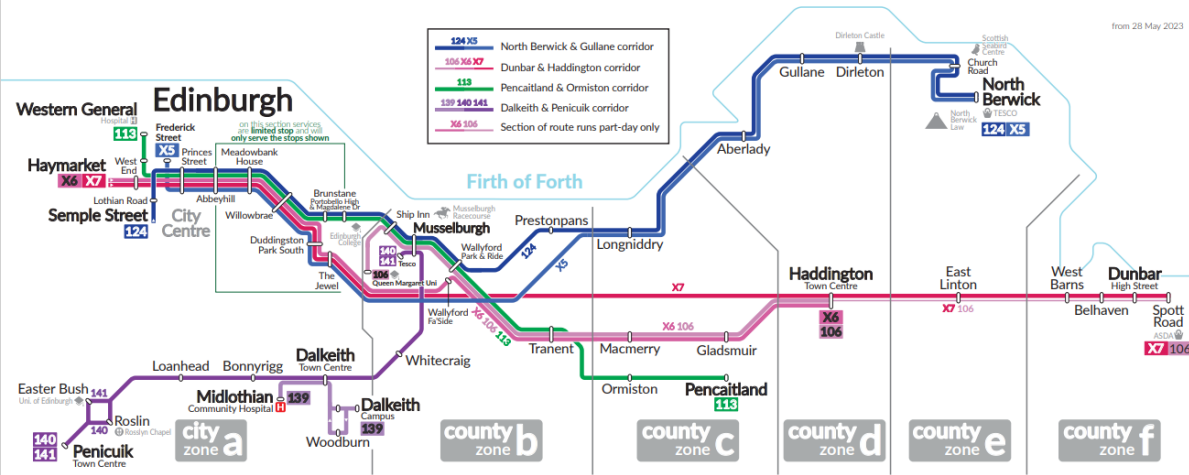 from 28 May 2023
124 X5 North Berwick & Gullane corridor
106 X6 X7 Dunbar & Haddington corridor
113 Pencaitland & Ormiston corridor
139 140 141 Dalkeith & Penicuik corridor
X6 106 Section of route runs part-day only
Edinburgh
Western General
Hospital H
113
on this section services
are limited stop and will
only serve the stops shown
Frederick
Street
X5
Princes
Street
Meadowbank
House
West
End
Haymarket
X6 X7
Lothian Road
Semple Street
124
City
Centre
Abbeyhill
Willowbrae
Brunstane
Portobello High
& Magdalene Dr
Duddingston
Park South
The
Jewel
Edinburgh
College
Ship Inn
Musselburgh
Racecourse
Musselburgh
140
141
Tesco
106
Queen Margaret Uni
Wallyford
Park & Ride
Wallyford
Fa'Side
Firth of Forth
Prestonpans
124
X5
Longniddry
Aberlady
Gullane
Dirleton
Dirleton Castle
Scottish
Seabird
Centre
Church
Road
North
Berwick
TESCO
124 X5
North
Berwick
Law
X7
X6 106 113
X6 106
Tranent
Macmerry
Gladsmuir
Haddington
Town Centre
X6
106
East
Linton
X7 106
West
Barns
Belhaven
Dunbar
High Street
Spott
Road
ASDA
X7 106
Ormiston
Pencaitland
113
Whitecraig
Dalkeith
Town Centre
Bonnyrigg
Loanhead
Midlothian
Community Hospital H
139
Dalkeith
Campus
139
Woodburn
Easter Bush
Uni. of Edinburgh
141
140
Roslin
Rosslyn Chapel
140
141
Penicuik
Town Centre
city
zone a
county
zone b
county
zone c
county
zone d
county
zone e
county
zone f